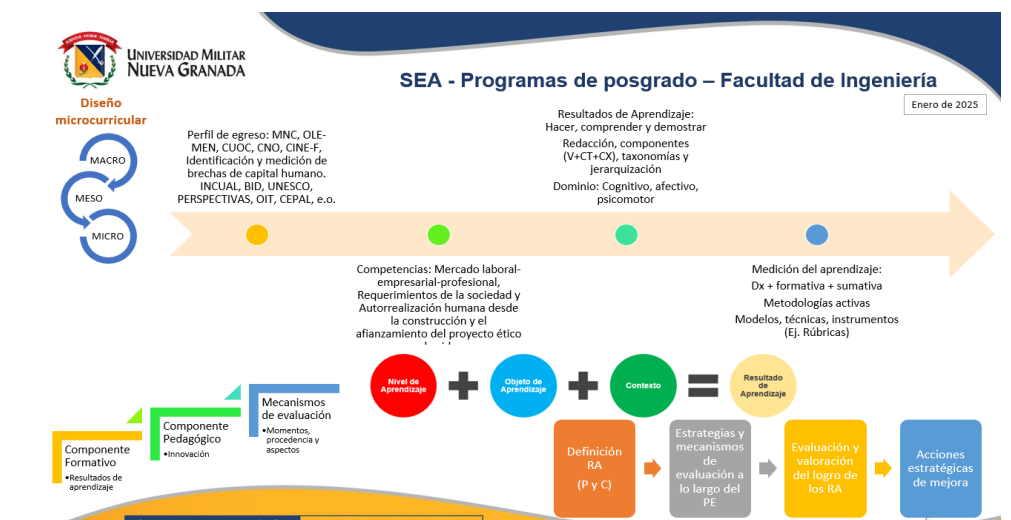 UNIVERSIDAD MILITAR
NUEVA GRANADA
SEA - Programas de posgrado – Facultad de Ingeniería
Enero de 2025
Diseño
microcurricular
MACRO
MESO
MICRO
Perfil de egreso: MNC, OLE-
MEN, CUOC, CNO, CINE-F,
Identificación y medición de
brechas de capital humano.
INCUAL, BID, UNESCO,
PERSPECTIVAS, OIT, CEPAL, e.o.
Competencias: Mercado laboral-
empresarial-profesional,
Requerimientos de la sociedad y
Autorrealización humana desde
la construcción y el
afianzamiento del proyecto ético
Resultados de Aprendizaje:
Hacer, comprender y demostrar
Redacción, componentes
(V+CT+CX), taxonomías y
jerarquización
Dominio: Cognitivo, afectivo,
psicomotor
Medición del aprendizaje:
Dx + formativa + sumativa
Metodologías activas
Modelos, técnicas, instrumentos
(Ej. Rúbricas)
Nivel de
Aprendizaje
Objeto de
Aprendizaje
Contexto
Resultado
de
Aprendizaje
Componente
Formativo
•Resultados de
aprendizaje
Componente
Pedagógico
•Innovación
Mecanismos
de evaluación
•Momentos,
procedencia y
aspectos
Definición
RA
(P y C)
Estrategias y
mecanismos
de
evaluación a
lo largo del
PE
Evaluación y
valoración
del logro de
los RA
Acciones
estratégicas
de mejora